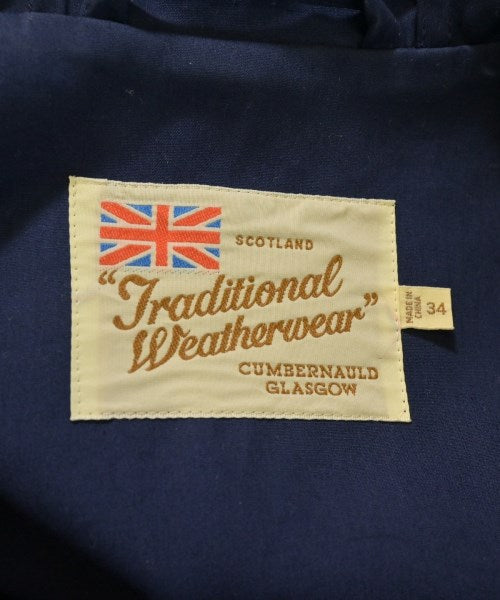 SCOTLAND
"Traditional
Weatherwear"
CUMBERNAULD
GLASGOW
MADE IN
CHINA
34